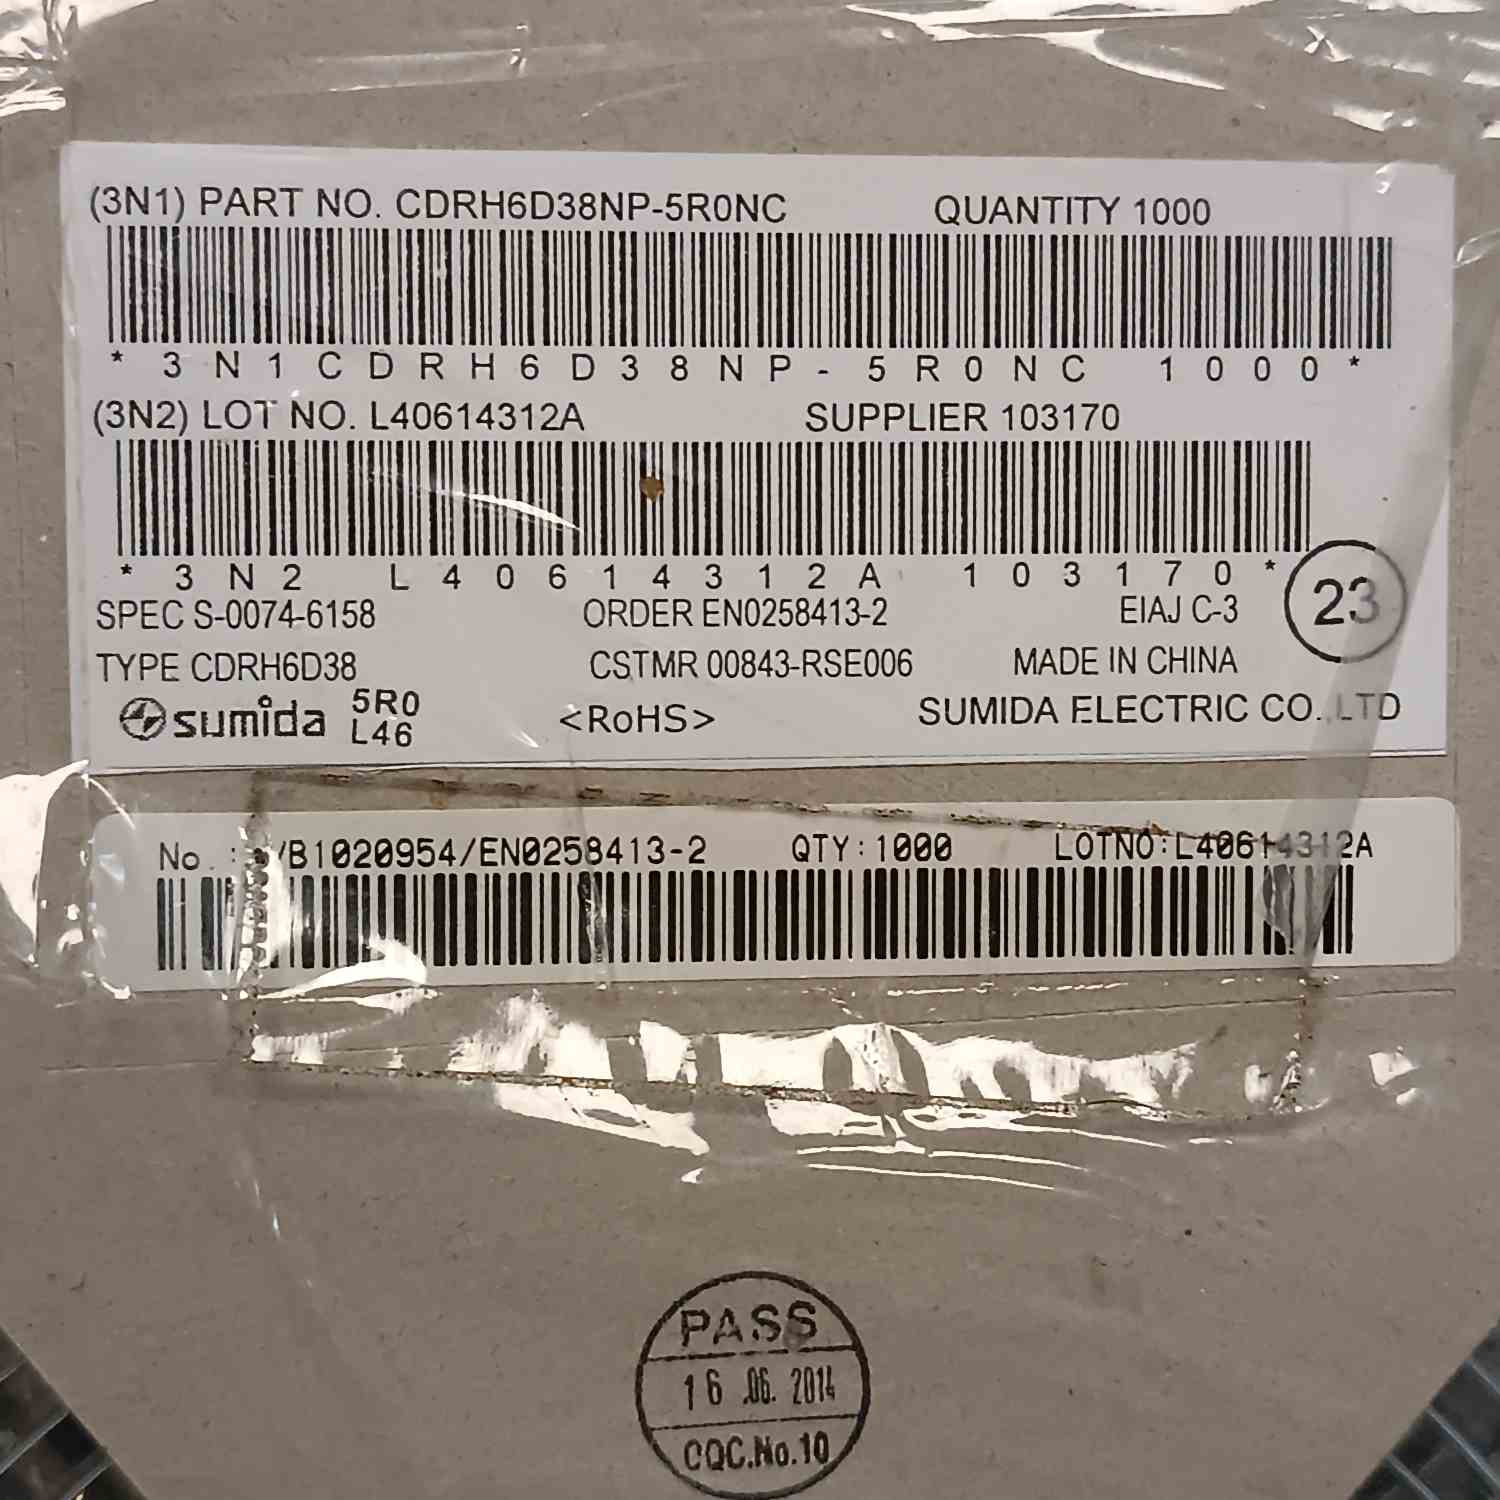 (3N1) PART NO. CDRH6D38NP-5R0NC QUANTITY 1000
* 3 N 1 C D R H 6 D 3 8 N P - 5 R 0 N C 1 0 0 0 *
(3N2) LOT NO. L40614312A SUPPLIER 103170
* 3 N 2 L 4 0 6 1 4 3 1 2 A 1 0 3 1 7 0 *
23
SPEC S-0074-6158 ORDER EN0258413-2 EIAJ C-3
TYPE CDRH6D38 CSTMR 00843-RSE006 MADE IN CHINA
sumida 5R0 <RoHS> SUMIDA ELECTRIC CO.,LTD
L46
No.: /B1020954/EN0258413-2 QTY:1000 LOTNO:L40614312A
PASS
16.06.2014
CQC.No.10